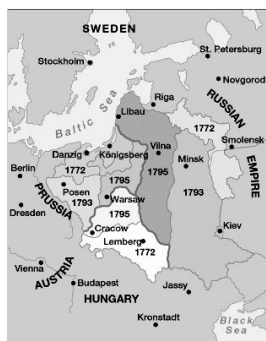 SWEDEN
St. Petersburg
Stockholm
Novgorod
Riga
Baltic Sea
Libau
RUSSIAN
EMPIRE
1772
Smolensk
Danzig
Königsberg
Vilna
Minsk
1772
Berlin
1795
1795
1793
PRUSSIA
Posen
1793
Warsaw
1795
Dresden
Cracow
Kiev
Lemberg
1772
Vienna
AUSTRIA
Budapest
Jassy
HUNGARY
Kronstadt
Black
Sea